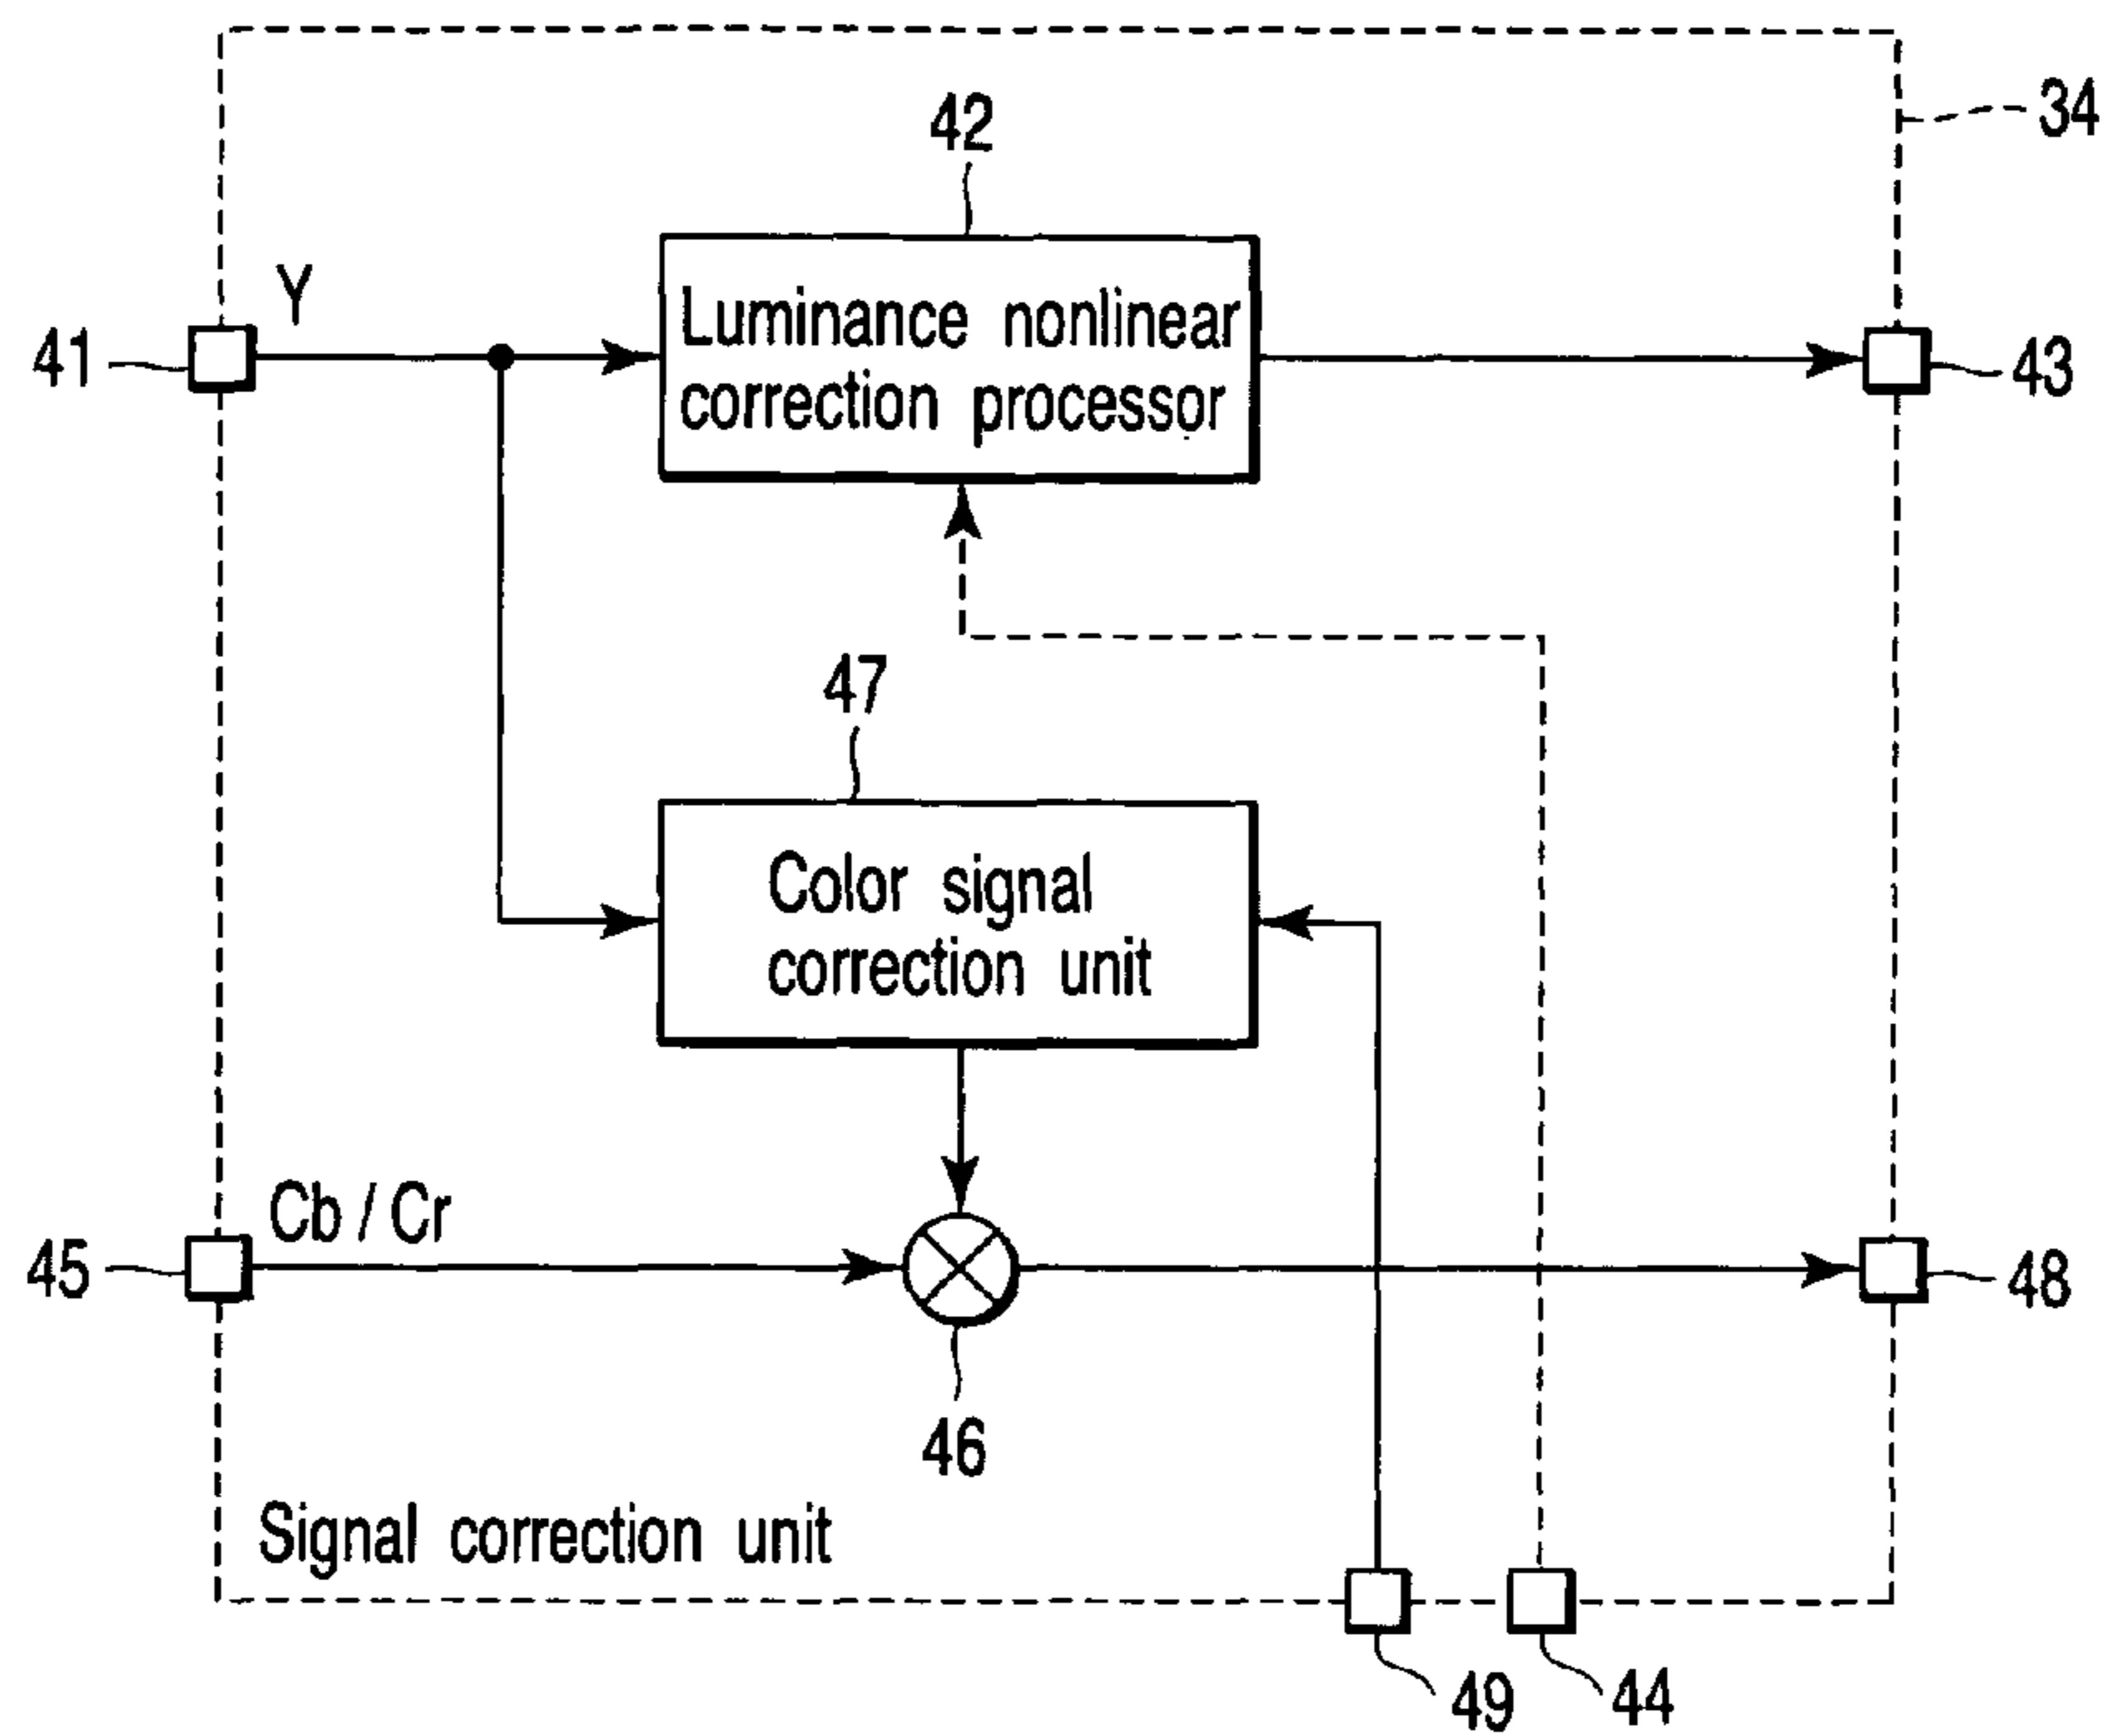 42
34
Y
Luminance nonlinear
correction processor
41
43
47
Color signal
correction unit
Cb / Cr
45
48
46
Signal correction unit
49
44